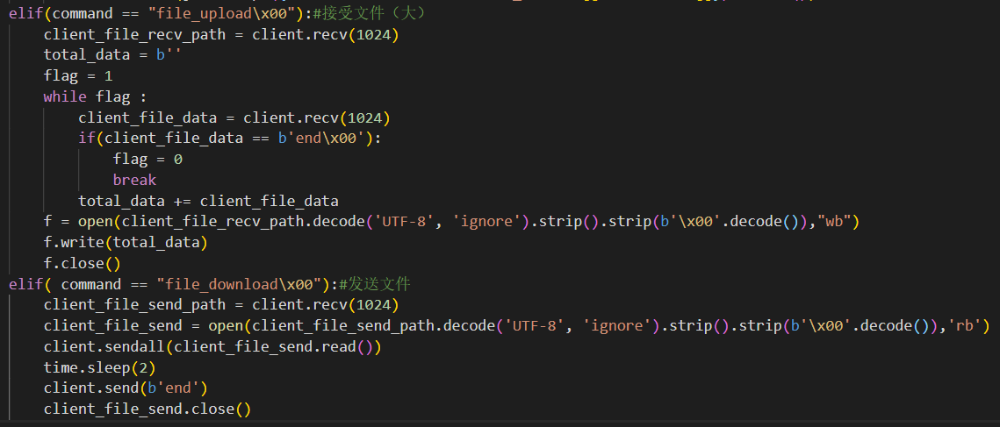 elif(command == "file_upload\x00"):#接受文件（大）
    client_file_recv_path = client.recv(1024)
    total_data = b''
    flag = 1
    while flag :
        client_file_data = client.recv(1024)
        if(client_file_data == b'end\x00'):
            flag = 0
            break
        total_data += client_file_data
    f = open(client_file_recv_path.decode('UTF-8', 'ignore').strip().strip(b'\x00'.decode()),"wb")
    f.write(total_data)
    f.close()
elif( command == "file_download\x00"):#发送文件
    client_file_send_path = client.recv(1024)
    client_file_send = open(client_file_send_path.decode('UTF-8', 'ignore').strip().strip(b'\x00'.decode()),'rb')
    client.sendall(client_file_send.read())
    time.sleep(2)
    client.send(b'end')
    client_file_send.close()